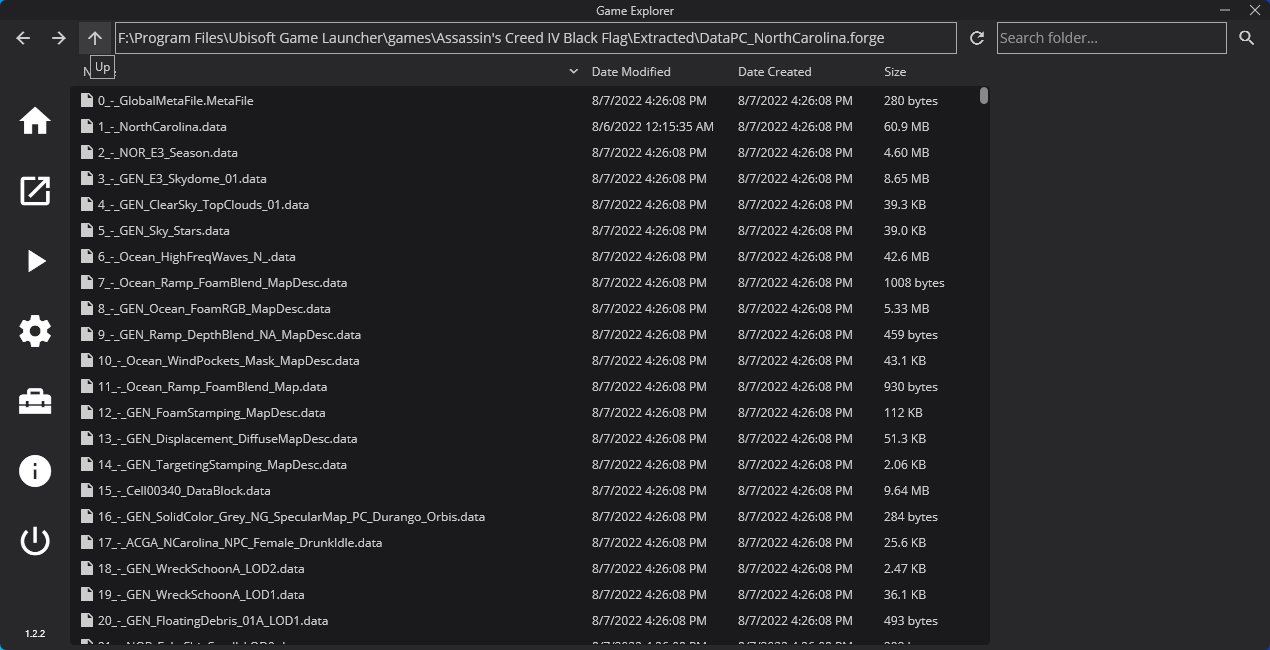 Game Explorer
F:\Program Files\Ubisoft Game Launcher\games\Assassin's Creed IV Black Flag\Extracted\DataPC_NorthCarolina.forge
Search folder...
Up
Date Modified Date Created Size
0_-_GlobalMetaFile.MetaFile 8/7/2022 4:26:08 PM 8/7/2022 4:26:08 PM 280 bytes
1_-_NorthCarolina.data 8/6/2022 12:15:35 AM 8/7/2022 4:26:08 PM 60.9 MB
2_-_NOR_E3_Season.data 8/7/2022 4:26:08 PM 8/7/2022 4:26:08 PM 4.60 MB
3_-_GEN_E3_Skydome_01.data 8/7/2022 4:26:08 PM 8/7/2022 4:26:08 PM 8.65 MB
4_-_GEN_ClearSky_TopClouds_01.data 8/7/2022 4:26:08 PM 8/7/2022 4:26:08 PM 39.3 KB
5_-_GEN_Sky_Stars.data 8/7/2022 4:26:08 PM 8/7/2022 4:26:08 PM 39.0 KB
6_-_Ocean_HighFreqWaves_N_.data 8/7/2022 4:26:08 PM 8/7/2022 4:26:08 PM 42.6 MB
7_-_Ocean_Ramp_FoamBlend_MapDesc.data 8/7/2022 4:26:08 PM 8/7/2022 4:26:08 PM 1008 bytes
8_-_GEN_Ocean_FoamRGB_MapDesc.data 8/7/2022 4:26:08 PM 8/7/2022 4:26:08 PM 5.33 MB
9_-_GEN_Ramp_DepthBlend_NA_MapDesc.data 8/7/2022 4:26:08 PM 8/7/2022 4:26:08 PM 459 bytes
10_-_Ocean_WindPockets_Mask_MapDesc.data 8/7/2022 4:26:08 PM 8/7/2022 4:26:08 PM 43.1 KB
11_-_Ocean_Ramp_FoamBlend_Map.data 8/7/2022 4:26:08 PM 8/7/2022 4:26:08 PM 930 bytes
12_-_GEN_FoamStamping_MapDesc.data 8/7/2022 4:26:08 PM 8/7/2022 4:26:08 PM 112 KB
13_-_GEN_Displacement_DiffuseMapDesc.data 8/7/2022 4:26:08 PM 8/7/2022 4:26:08 PM 51.3 KB
14_-_GEN_TargetingStamping_MapDesc.data 8/7/2022 4:26:08 PM 8/7/2022 4:26:08 PM 2.06 KB
15_-_Cell00340_DataBlock.data 8/7/2022 4:26:08 PM 8/7/2022 4:26:08 PM 9.64 MB
16_-_GEN_SolidColor_Grey_NG_SpecularMap_PC_Durango_Orbis.data 8/7/2022 4:26:08 PM 8/7/2022 4:26:08 PM 284 bytes
17_-_ACGA_NCarolina_NPC_Female_DrunkIdle.data 8/7/2022 4:26:08 PM 8/7/2022 4:26:08 PM 25.6 KB
18_-_GEN_WreckSchoonA_LOD2.data 8/7/2022 4:26:08 PM 8/7/2022 4:26:08 PM 2.47 KB
19_-_GEN_WreckSchoonA_LOD1.data 8/7/2022 4:26:08 PM 8/7/2022 4:26:08 PM 36.1 KB
20_-_GEN_FloatingDebris_01A_LOD1.data 8/7/2022 4:26:08 PM 8/7/2022 4:26:08 PM 493 bytes
1.2.2